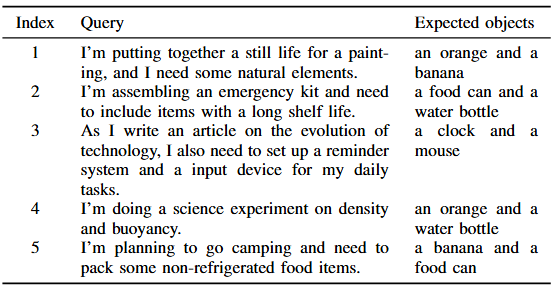 Index Query Expected objects
1 I'm putting together a still life for a paint- an orange and a
ing, and I need some natural elements. banana
2 I'm assembling an emergency kit and need a food can and a
to include items with a long shelf life. water bottle
3 As I write an article on the evolution of a clock and a
technology, I also need to set up a reminder mouse
system and a input device for my daily
tasks.
4 I'm doing a science experiment on density an orange and a
and buoyancy. water bottle
5 I'm planning to go camping and need to a banana and a
pack some non-refrigerated food items. food can